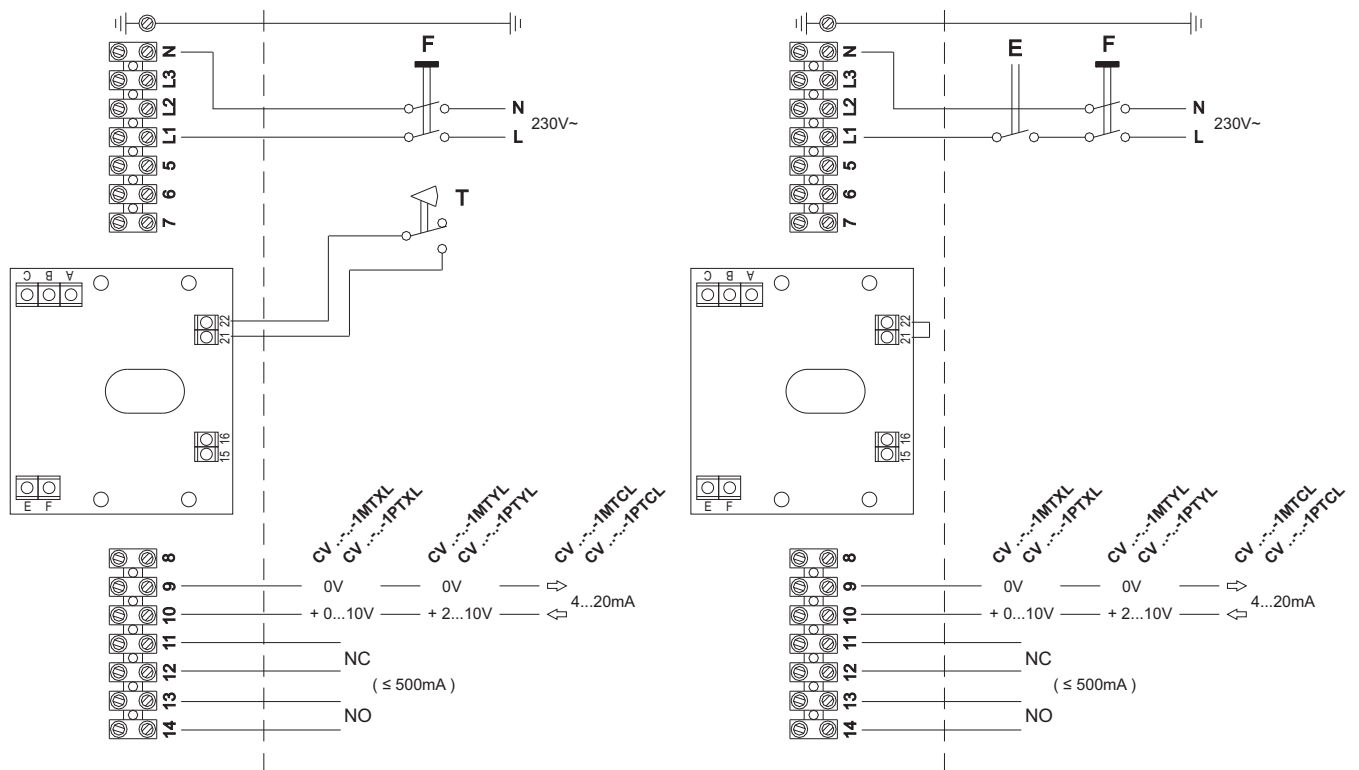 N
L3
L2
L1
5
6
7
F
N
230V~
L
T
C B A
22
21
16
15
E F
CV .-.--1MTXL
CV .-.--1PTXL
CV .-.--1MTYL
CV .-.--1PTYL
CV .-.--1MTCL
CV .-.--1PTCL
8
9 0V 0V
4...20mA
10 + 0...10V + 2...10V
11
NC
12
( ≤ 500mA )
13
NO
14
N
L3
L2
L1
5
6
7
E F
N
230V~
L
C B A
22
21
16
15
E F
CV .-.--1MTXL
CV .-.--1PTXL
CV .-.--1MTYL
CV .-.--1PTYL
CV .-.--1MTCL
CV .-.--1PTCL
8
9 0V 0V
4...20mA
10 + 0...10V + 2...10V
11
NC
12
( ≤ 500mA )
13
NO
14